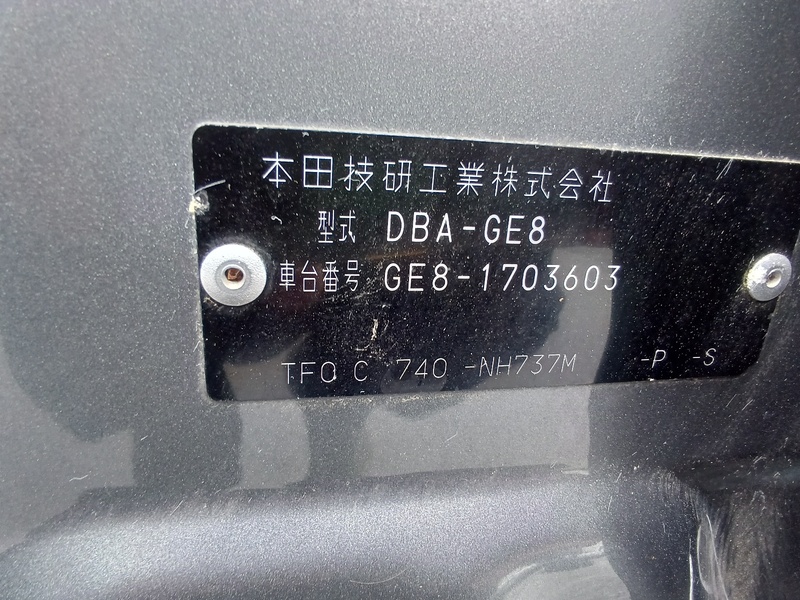 本田技研工業株式会社
型式 DBA-GE8
車台番号 GE8-1703603
TF0 C 740 -NH737M -P -S